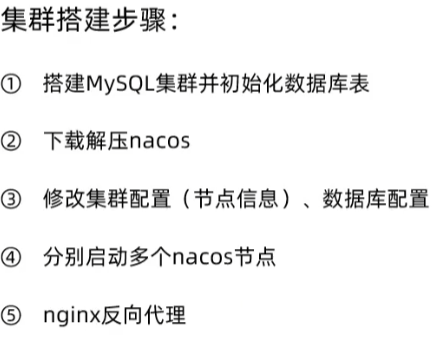 集群搭建步骤：
① 搭建MySQL集群并初始化数据库表
② 下载解压nacos
③ 修改集群配置（节点信息）、数据库配置
④ 分别启动多个nacos节点
⑤ nginx反向代理